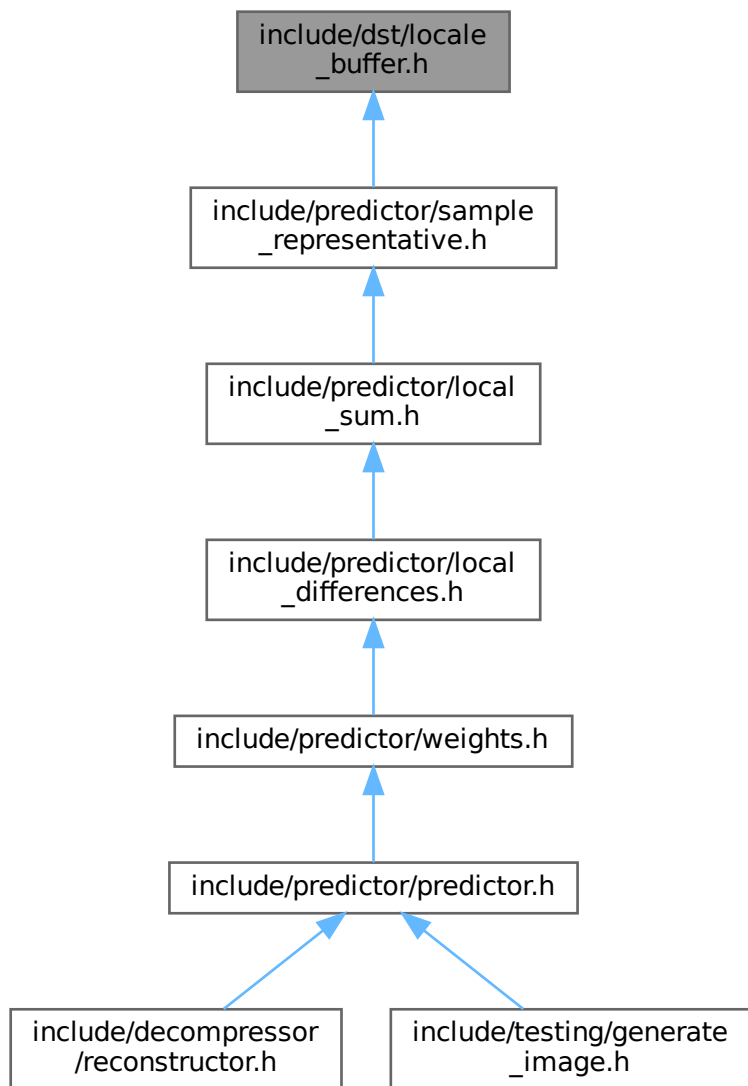 include/dst/locale
_buffer.h
include/predictor/sample
_representative.h
include/predictor/local
_sum.h
include/predictor/local
_differences.h
include/predictor/weights.h
include/predictor/predictor.h
include/decompressor
/reconstructor.h
include/testing/generate
_image.h